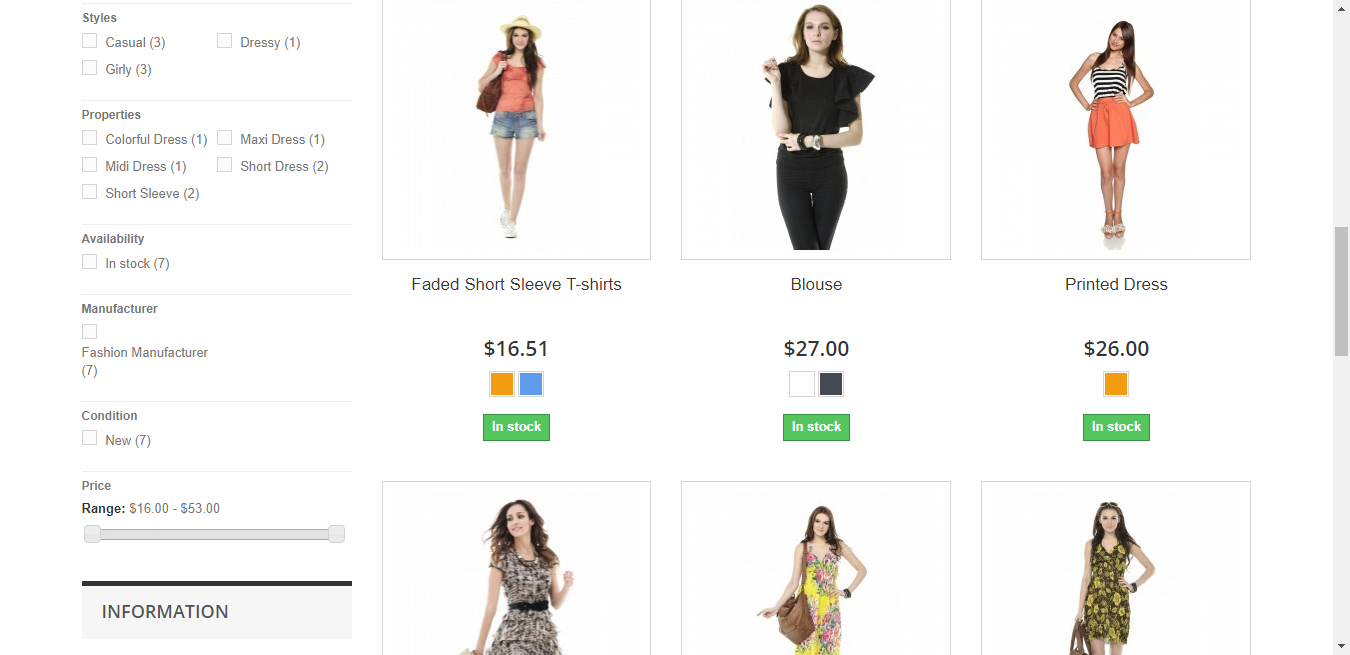 Styles
Casual (3)
Dressy (1)
Girly (3)
Properties
Colorful Dress (1)
Maxi Dress (1)
Midi Dress (1)
Short Dress (2)
Short Sleeve (2)
Availability
In stock (7)
Manufacturer
Fashion Manufacturer
(7)
Condition
New (7)
Price
Range: $16.00 - $53.00
INFORMATION
Faded Short Sleeve T-shirts
$16.51
In stock
Blouse
$27.00
In stock
Printed Dress
$26.00
In stock